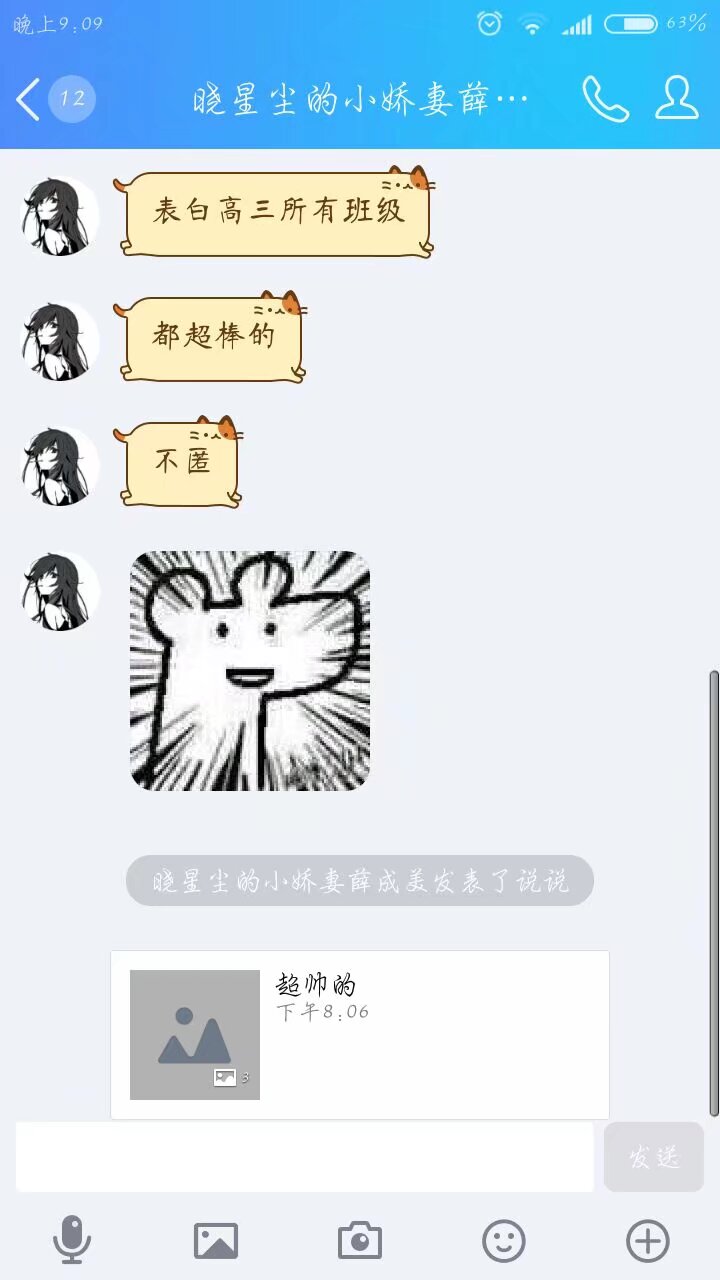 晚上9:09
63%
12
晓星尘的小娇妻薛…
表白高三所有班级
都超棒的
不匿
晓星尘的小娇妻薛成美发表了说说
超帅的
下午8:06
3
发送